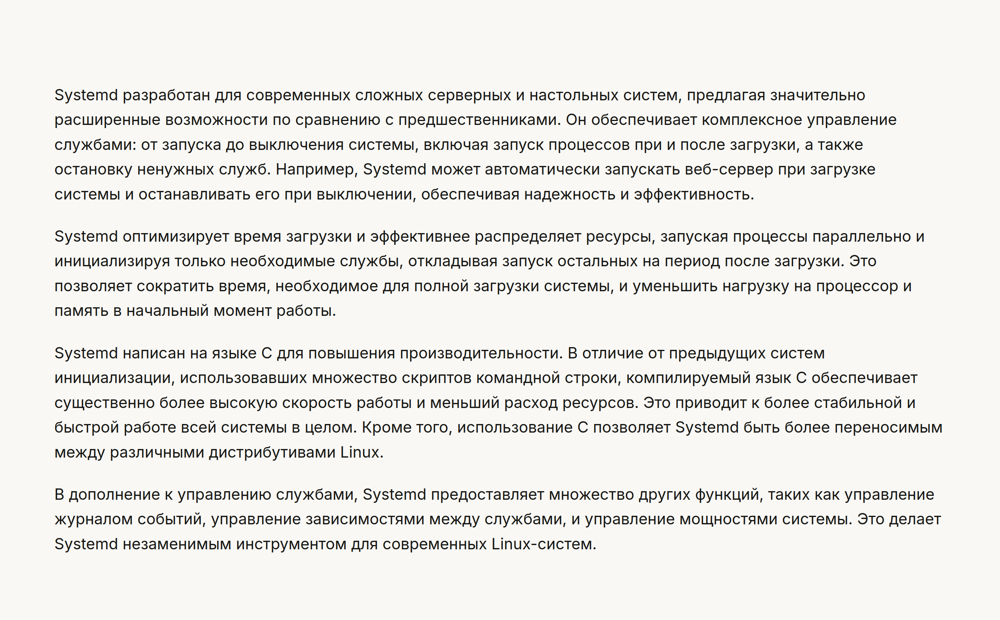 Systemd разработан для современных сложных серверных и настольных систем, предлагая значительно
расширенные возможности по сравнению с предшественниками. Он обеспечивает комплексное управление
службами: от запуска до выключения системы, включая запуск процессов при и после загрузки, а также
остановку ненужных служб. Например, Systemd может автоматически запускать веб-сервер при загрузке
системы и останавливать его при выключении, обеспечивая надежность и эффективность.
Systemd оптимизирует время загрузки и эффективнее распределяет ресурсы, запуская процессы параллельно и
инициализируя только необходимые службы, откладывая запуск остальных на период после загрузки. Это
позволяет сократить время, необходимое для полной загрузки системы, и уменьшить нагрузку на процессор и
память в начальный момент работы.
Systemd написан на языке C для повышения производительности. В отличие от предыдущих систем
инициализации, использовавших множество скриптов командной строки, компилируемый язык C обеспечивает
существенно более высокую скорость работы и меньший расход ресурсов. Это приводит к более стабильной и
быстрой работе всей системы в целом. Кроме того, использование C позволяет Systemd быть более переносимым
между различными дистрибутивами Linux.
В дополнение к управлению службами, Systemd предоставляет множество других функций, таких как управление
журналом событий, управление зависимостями между службами, и управление мощностями системы. Это делает
Systemd незаменимым инструментом для современных Linux-систем.